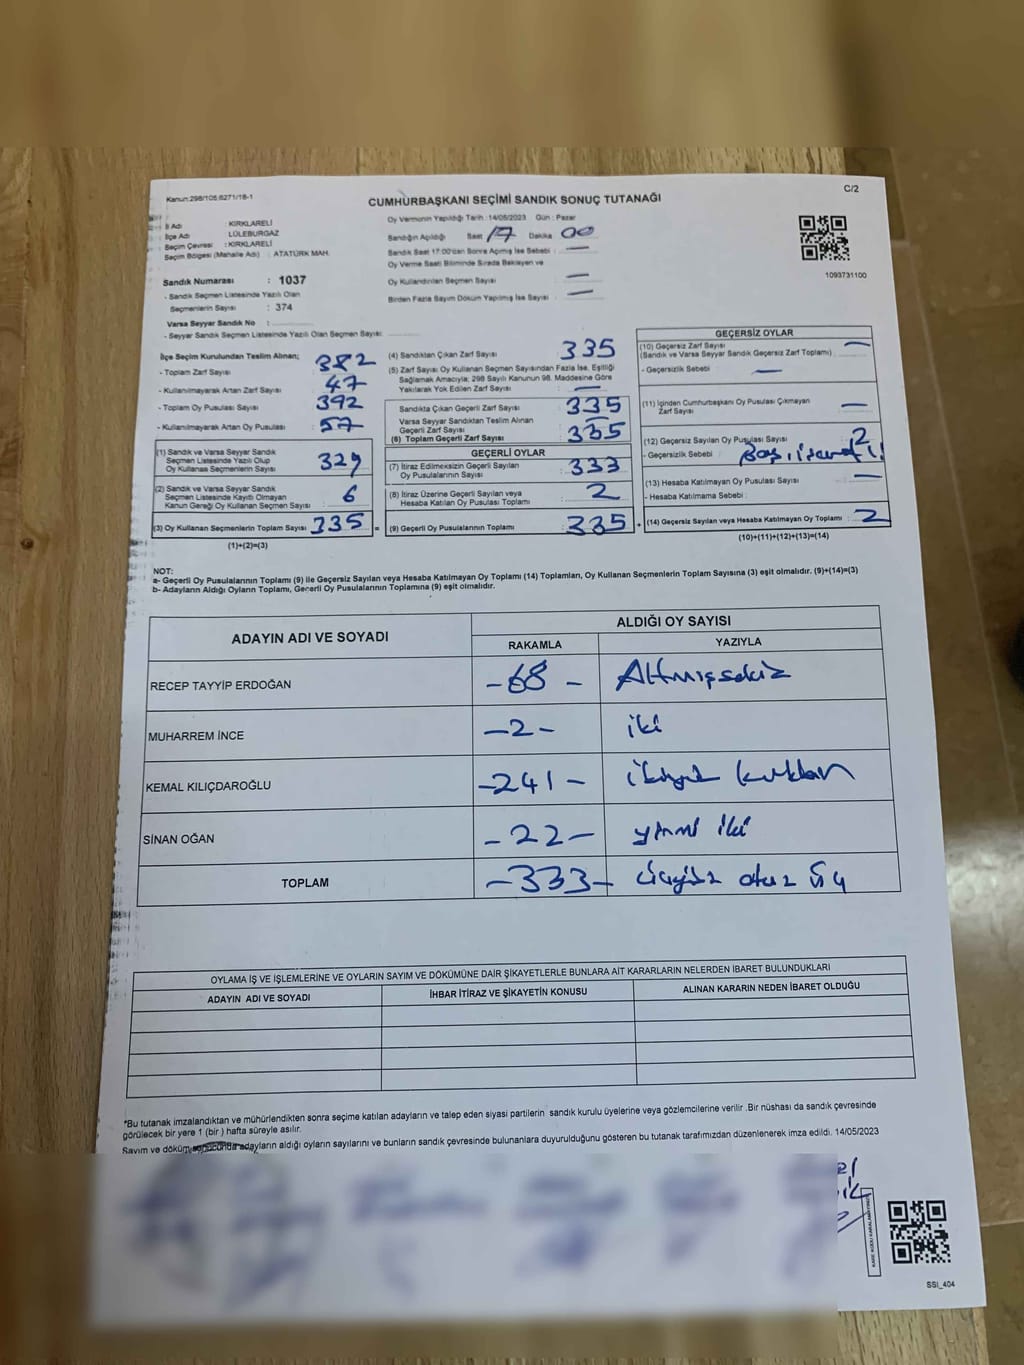 Kanun:298/105:6271/18-1
C/2
CUMHURBAŞKANI SEÇİMİ SANDIK SONUÇ TUTANAĞI
İl Adı : KIRKLARELİ
İlçe Adı : LÜLEBURGAZ
Seçim Çevresi : KIRKLARELİ
Seçim Bölgesi (Mahalle Adı) : ATATÜRK MAH.
Sandık Numarası : 1037
- Sandık Seçmen Listesinde Yazılı Olan
Seçmenlerin Sayısı : 374
Varsa Seyyar Sandık No :
- Seyyar Sandık Seçmen Listesinde Yazılı Olan Seçmen Sayısı:
Oy Vermenin Yapıldığı Tarih :14/05/2023 Gün : Pazar
Sandığın Açıldığı Saat 17 Dakika 00
Sandık Saat 17:00'dan Sonra Açılmış İse Sebebi : —
Oy Verme Saati Bitiminde Sırada Bekleyen ve
Oy Kullandırılan Seçmen Sayısı —
Birden Fazla Sayım Döküm Yapılmış İse Sayısı —
1093731100
İlçe Seçim Kurulundan Teslim Alınan;
- Toplam Zarf Sayısı : 382
- Kullanılmayarak Artan Zarf Sayısı : 47
- Toplam Oy Pusulası Sayısı : 392
- Kullanılmayarak Artan Oy Pusulası : 57
(1) Sandık ve Varsa Seyyar Sandık
Seçmen Listesinde Yazılı Olup
Oy Kullanan Seçmenlerin Sayısı : 329
(2) Sandık ve Varsa Seyyar Sandık
Seçmen Listesinde Kayıtlı Olmayan
Kanun Gereği Oy Kullanan Seçmen Sayısı : 6
(3) Oy Kullanan Seçmenlerin Toplam Sayısı : 335 =
(1)+(2)=(3)
(4) Sandıktan Çıkan Zarf Sayısı : 335
(5) Zarf Sayısı Oy Kullanan Seçmen Sayısından Fazla İse, Eşitliği
Sağlamak Amacıyla; 298 Sayılı Kanunun 98. Maddesine Göre
Yakılarak Yok Edilen Zarf Sayısı : —
Sandıkta Çıkan Geçerli Zarf Sayısı : 335
Varsa Seyyar Sandıktan Teslim Alınan
Geçerli Zarf Sayısı :
(6) Toplam Geçerli Zarf Sayısı : 335
GEÇERLİ OYLAR
(7) İtiraz Edilmeksizin Geçerli Sayılan
Oy Pusulalarının Sayısı : 333
(8) İtiraz Üzerine Geçerli Sayılan veya
Hesaba Katılan Oy Pusulası Toplamı : 2
(9) Geçerli Oy Pusulalarının Toplamı : 335 +
GEÇERSİZ OYLAR
(10) Geçersiz Zarf Sayısı
(Sandık ve Varsa Seyyar Sandık Geçersiz Zarf Toplamı) : —
- Geçersizlik Sebebi : —
(11) İçinden Cumhurbaşkanı Oy Pusulası Çıkmayan
Zarf Sayısı : —
(12) Geçersiz Sayılan Oy Pusulası Sayısı : 2
- Geçersizlik Sebebi :
(13) Hesaba Katılmayan Oy Pusulası Sayısı : —
- Hesaba Katılmama Sebebi :
(14) Geçersiz Sayılan veya Hesaba Katılmayan Oy Toplamı : 2
(10)+(11)+(12)+(13)=(14)
NOT:
a- Geçerli Oy Pusulalarının Toplamı (9) ile Geçersiz Sayılan veya Hesaba Katılmayan Oy Toplamı (14) Toplamları, Oy Kullanan Seçmenlerin Toplam Sayısına (3) eşit olmalıdır. (9)+(14)=(3)
b- Adayların Aldığı Oyların Toplamı, Geçerli Oy Pusulalarının Toplamına (9) eşit olmalıdır.
ADAYIN ADI VE SOYADI
ALDIĞI OY SAYISI
RAKAMLA YAZIYLA
RECEP TAYYİP ERDOĞAN -68- Altmışsekiz
MUHARREM İNCE -2- iki
KEMAL KILIÇDAROĞLU -241- ikiyüz
SİNAN OĞAN -22- yirmi iki
TOPLAM -333- üçyüz otuz üç
OYLAMA İŞ VE İŞLEMLERİNE VE OYLARIN SAYIM VE DÖKÜMÜNE DAİR ŞİKAYETLERLE BUNLARA AİT KARARLARIN NELERDEN İBARET BULUNDUKLARI
ADAYIN ADI VE SOYADI İHBAR İTİRAZ VE ŞİKAYETİN KONUSU ALINAN KARARIN NEDEN İBARET OLDUĞU
*Bu tutanak imzalandıktan ve mühürlendikten sonra seçime katılan adayların ve talep eden siyasi partilerin sandık kurulu üyelerine veya gözlemcilerine verilir .Bir nüshası da sandık çevresinde
görülecek bir yere 1 (bir ) hafta süreyle asılır.
Sayım ve döküm sonucunda adayların aldığı oyların sayılarını ve bunların sandık çevresinde bulunanlara duyurulduğunu gösteren bu tutanak tarafımızdan düzenlenerek imza edildi. 14/05/2023
SSI_404